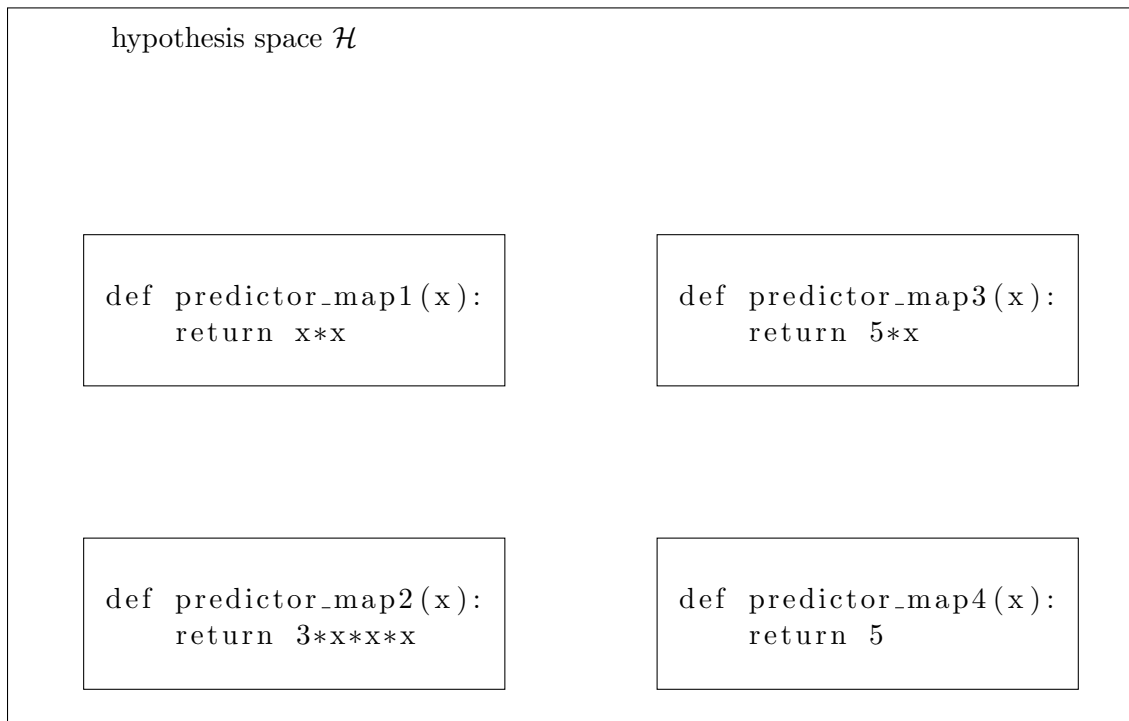 hypothesis space ℋ
def predictor_map1(x):
    return x*x
def predictor_map3(x):
    return 5*x
def predictor_map2(x):
    return 3*x*x*x
def predictor_map4(x):
    return 5